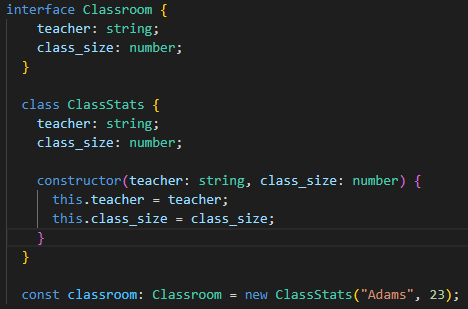 interface Classroom {
    teacher: string;
    class_size: number;
  }

  class ClassStats {
    teacher: string;
    class_size: number;

    constructor(teacher: string, class_size: number) {
      this.teacher = teacher;
      this.class_size = class_size;
    }
  }

  const classroom: Classroom = new ClassStats("Adams", 23);